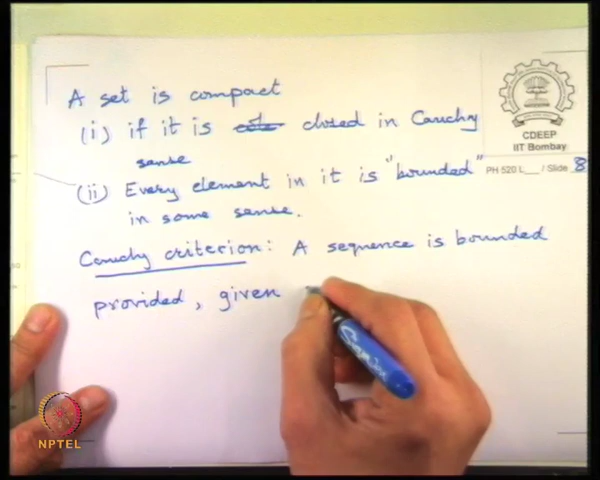 A set is compact
(i) if it is closed in Cauchy
sense
(ii) Every element in it is "bounded"
in some sense.
Cauchy criterion: A sequence is bounded
provided, given
CDEEP
IIT Bombay
PH 520 L___ / Slide 8
NPTEL